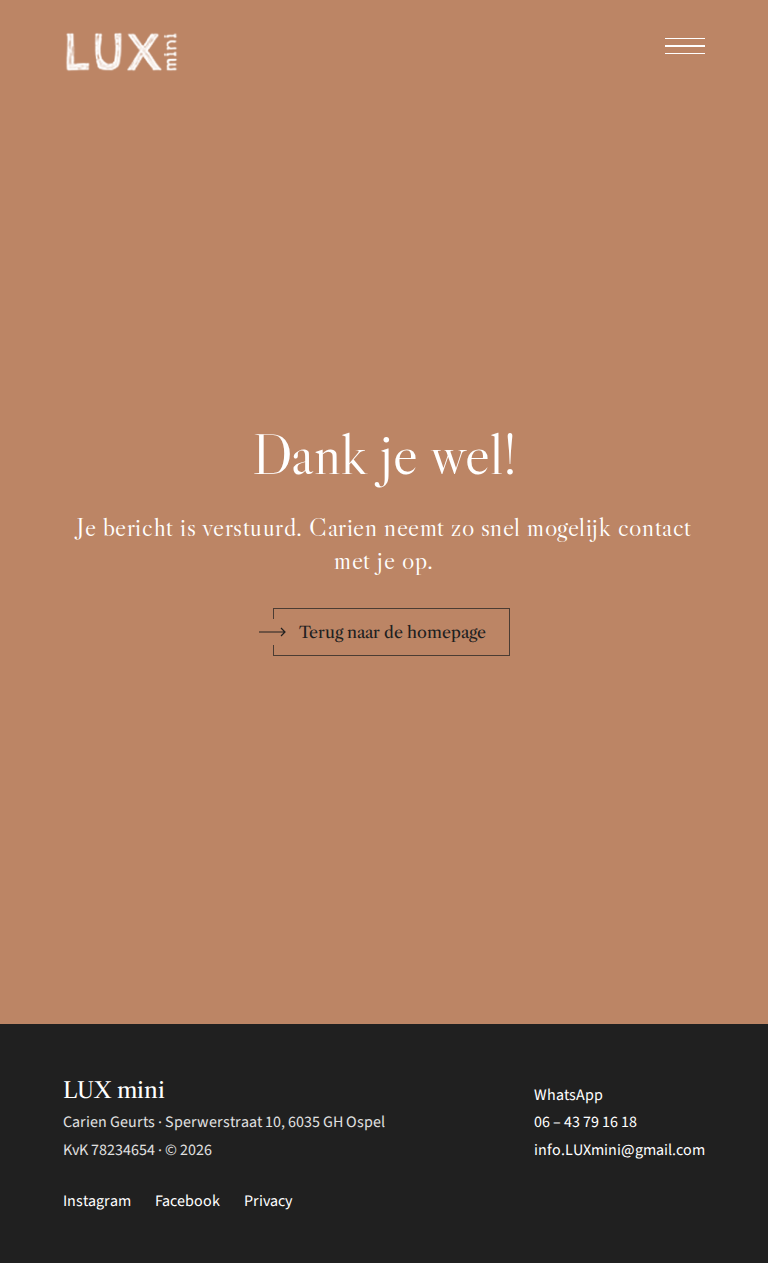 LUX mini
Dank je wel!
Je bericht is verstuurd. Carien neemt zo snel mogelijk contact
met je op.
Terug naar de homepage
LUX mini
Carien Geurts · Sperwerstraat 10, 6035 GH Ospel
KvK 78234654 · © 2026
Instagram Facebook Privacy
WhatsApp
06 – 43 79 16 18
info.LUXmini@gmail.com